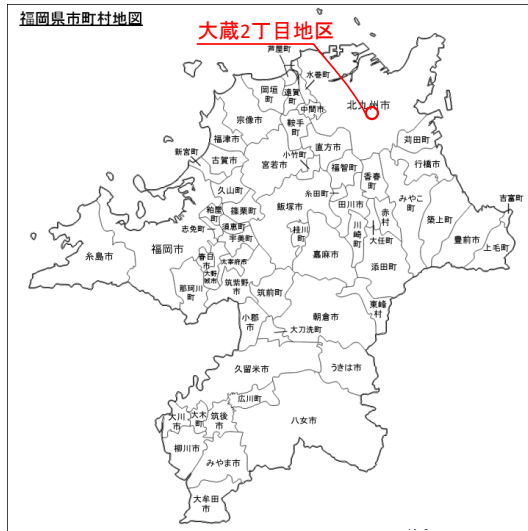 福岡県市町村地図
大蔵2丁目地区
芦屋町
水巻町
岡垣町
遠賀町
中間市
北九州市
宗像市
鞍手町
福津市
直方市
苅田町
新宮町
古賀市
宮若市
小竹町
福智町
香春町
行橋市
久山町
糸田町
田川市
みやこ町
吉富町
粕屋町
篠栗町
飯塚市
赤村
築上町
志免町
須恵町
桂川町
川崎町
大任町
豊前市
上毛町
糸島市
福岡市
春日市
宇美町
嘉麻市
太宰府市
大野城市
添田町
那珂川町
筑紫野市
筑前町
東峰村
小郡市
朝倉市
大刀洗町
久留米市
うきは市
広川町
大川市
大木町
筑後市
八女市
柳川市
みやま市
大牟田市